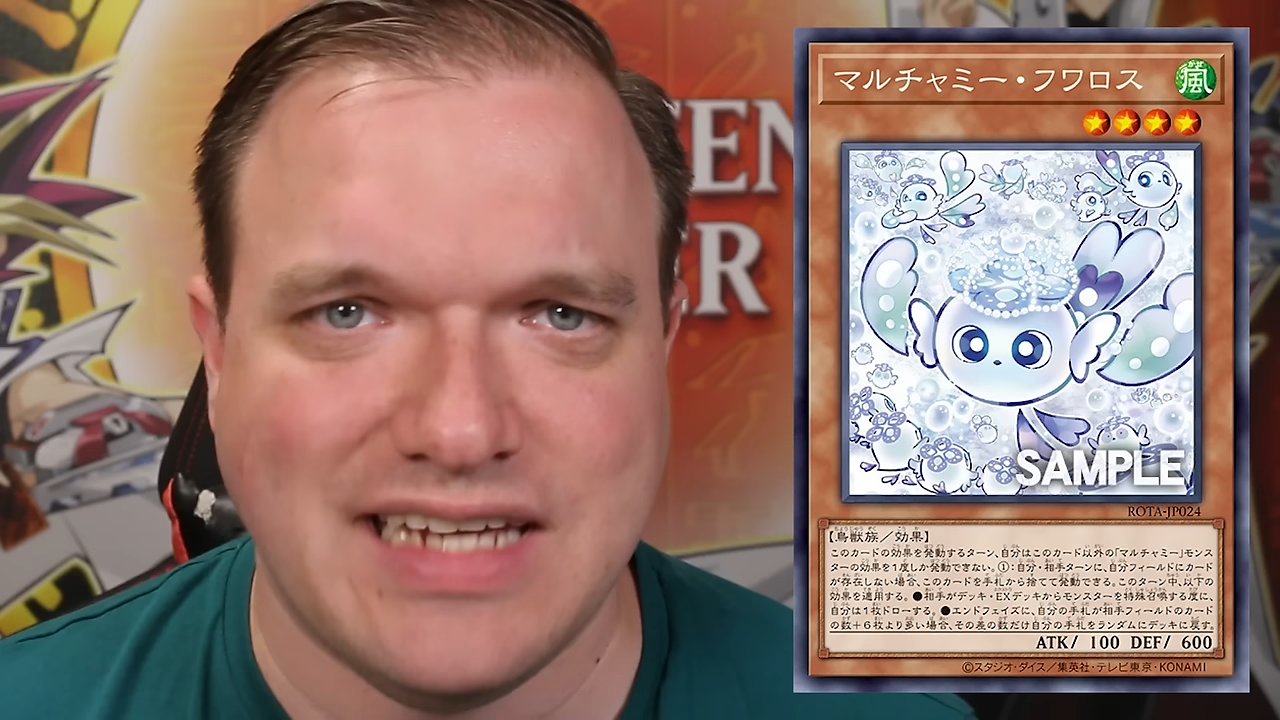 EN
ER
マルチャミー・フワロス
風
SAMPLE
ROTA-JP024
【鳥獣族/効果】
このカードの効果を発動するターン、自分はこのカード以外の「マルチャミー」モンス
ターの効果を1度しか発動できない。①:自分・相手ターンに、自分フィールドにカード
が存在しない場合、このカードを手札から捨てて発動できる。このターン中、以下の
効果を適用する。●相手がデッキ・EXデッキからモンスターを特殊召喚する度に、
自分は1枚ドローする。●エンドフェイズに、自分の手札が相手フィールドのカード
の数+6枚より多い場合、その差の数だけ自分の手札をランダムにデッキに戻す。
ATK/ 100 DEF/ 600
©スタジオ・ダイス/集英社・テレビ東京・KONAMI